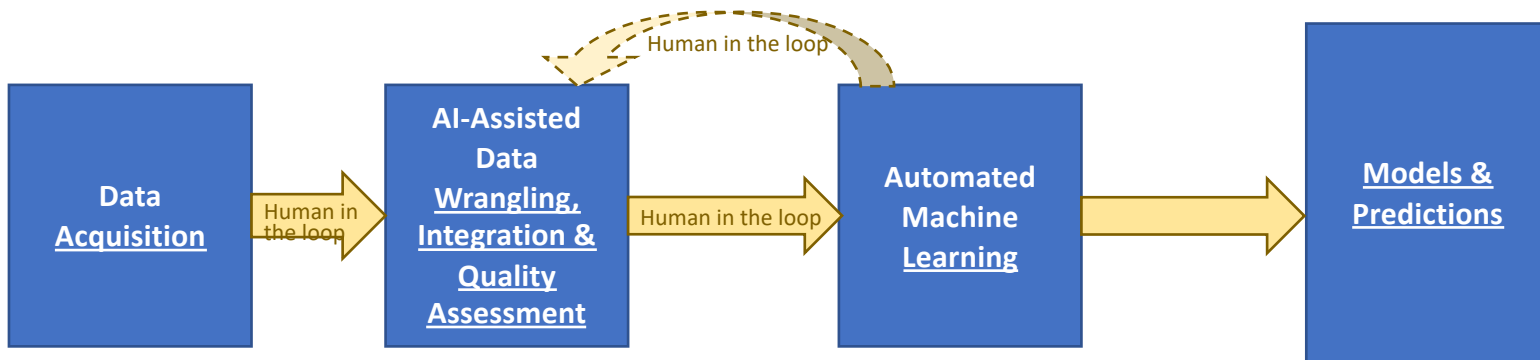 Human in the loop
Data
Acquisition
Human in
the loop
AI-Assisted
Data
Wrangling,
Integration &
Quality
Assessment
Human in the loop
Automated
Machine
Learning
Models &
Predictions